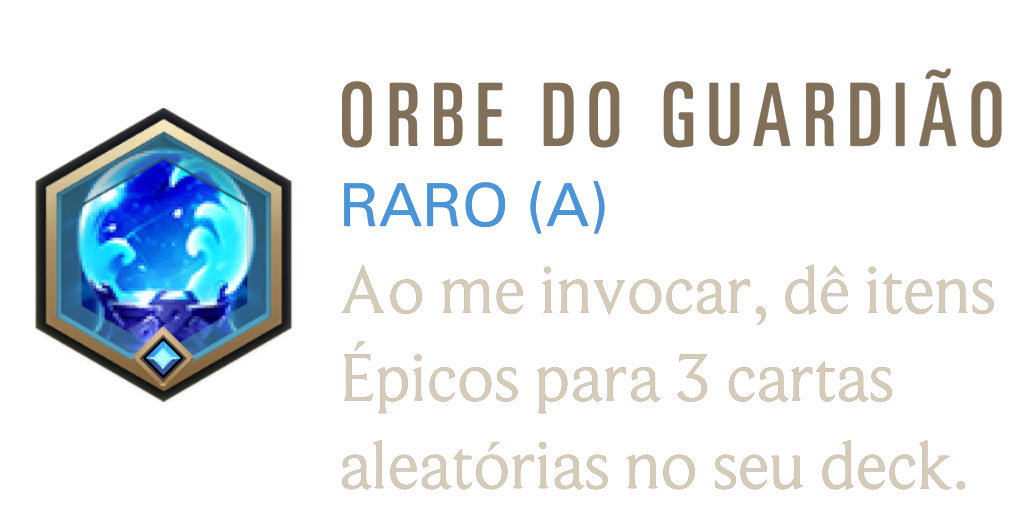 ORBE DO GUARDIÃO
RARO (A)
Ao me invocar, dê itens
Épicos para 3 cartas
aleatórias no seu deck.